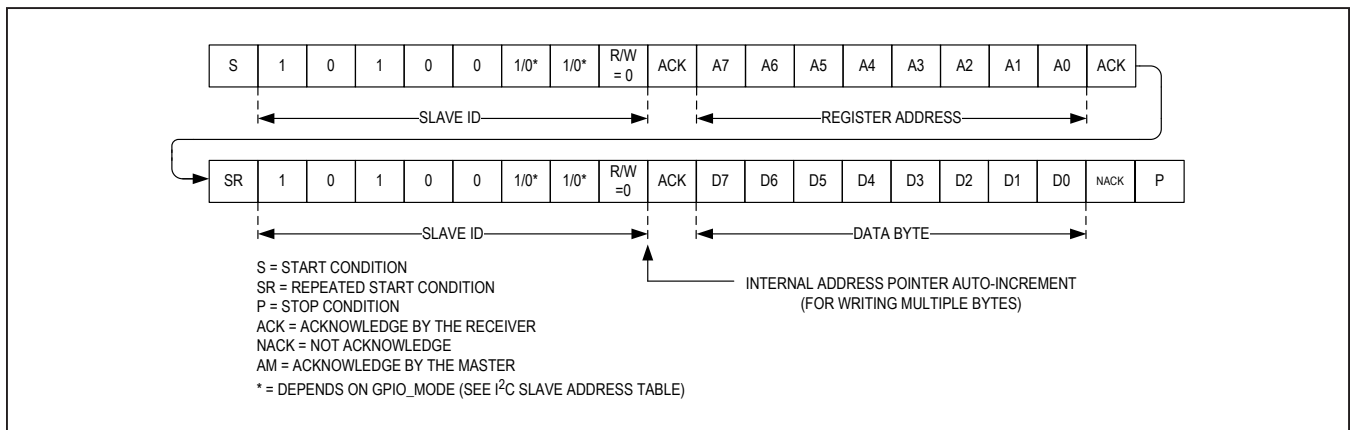 S 1 0 1 0 0 1/0* 1/0* R/W = 0 ACK A7 A6 A5 A4 A3 A2 A1 A0 ACK
SLAVE ID REGISTER ADDRESS
SR 1 0 1 0 0 1/0* 1/0* R/W =0 ACK D7 D6 D5 D4 D3 D2 D1 D0 NACK P
SLAVE ID DATA BYTE
S = START CONDITION
SR = REPEATED START CONDITION
P = STOP CONDITION
ACK = ACKNOWLEDGE BY THE RECEIVER
NACK = NOT ACKNOWLEDGE
AM = ACKNOWLEDGE BY THE MASTER
* = DEPENDS ON GPIO_MODE (SEE I²C SLAVE ADDRESS TABLE)
INTERNAL ADDRESS POINTER AUTO-INCREMENT
(FOR WRITING MULTIPLE BYTES)